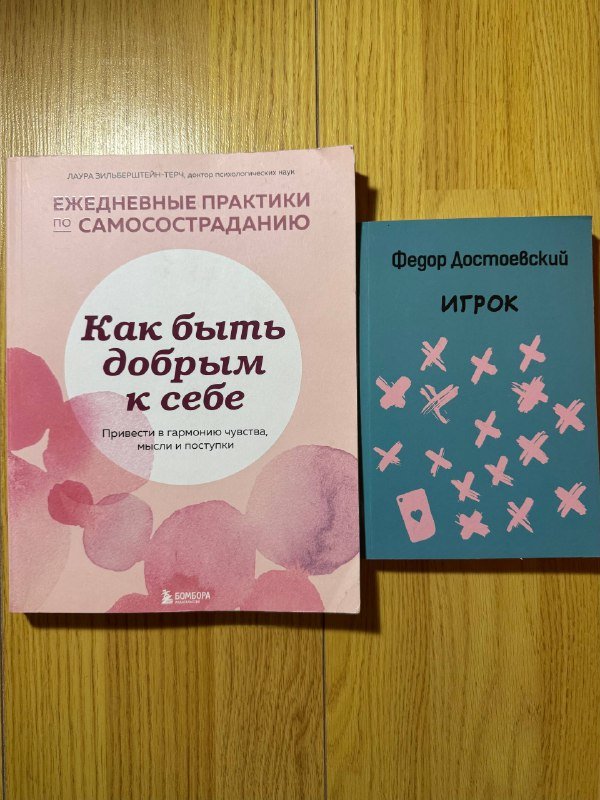 ЛАУРА ЗИЛЬБЕРШТЕЙН-ТЕРЧ, доктор психологических наук
ЕЖЕДНЕВНЫЕ ПРАКТИКИ
ПО САМОСОСТРАДАНИЮ
Как быть
добрым
к себе
Привести в гармонию чувства,
мысли и поступки
БОМБОРА
ИЗДАТЕЛЬСТВО
Федор Достоевский
ИГРОК